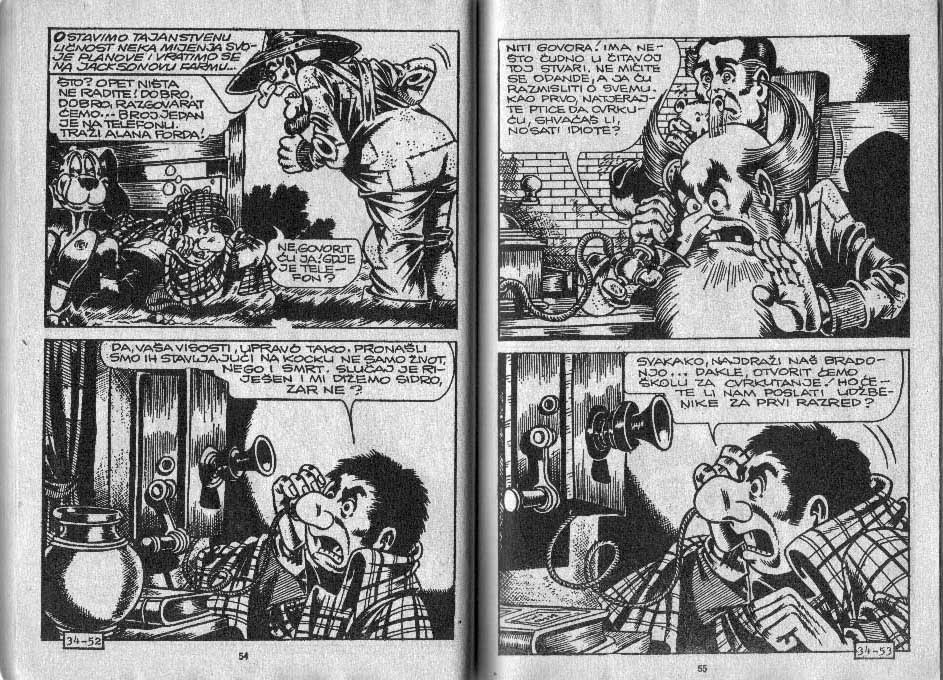 OSTAVIMO TAJANSTVENU
LIČNOST NEKA MIJENJA SVO-
JE PLANOVE I VRATIMO SE
NA JACKSONOVU FARMU...
ŠTO? OPET NIŠTA
NE RADITE! DOBRO,
DOBRO, RAZGOVARAT
ĆEMO... BROJ JEDAN
JE NA TELEFONU.
TRAŽI ALANA FORDA!
NE, GOVORIT
ĆU JA! GDJE
JE TELE-
FON?
DA, VAŠA VISOSTI, UPRAVO TAKO. PRONAŠLI
SMO IH STAVLJAJUĆI NA KOCKU NE SAMO ŽIVOT,
NEGO I SMRT. SLUČAJ JE RI-
JEŠEN I MI DIŽEMO SIDRO,
ZAR NE?
34-52
54
NITI GOVORA! IMA NE-
ŠTO ČUDNO U ČITAVOJ
TOJ STVARI. NE MIČITE
SE ODANDE, A JA ĆU
RAZMISLITI O SVEMU.
KAO PRVO, NATJERAJ-
TE PTICE DA CVRKU-
ĆU, SHVAĆAŠ LI,
NOSATI IDIOTE?
SVAKAKO, NAJDRAŽI NAŠ BRADO-
NJO... DAKLE, OTVORIT ĆEMO
ŠKOLU ZA CVRKUTANJE! HOĆE-
TE LI NAM POSLATI UDŽBE-
NIKE ZA PRVI RAZRED?
34-53
55